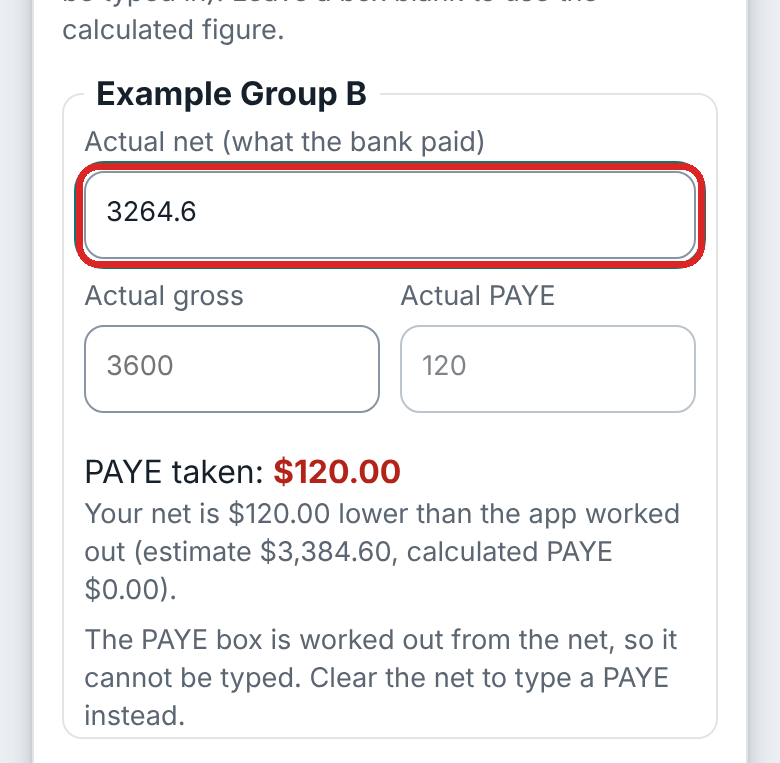 calculated figure.
Example Group B
Actual net (what the bank paid)
3264.6
Actual gross
Actual PAYE
3600
120
PAYE taken: $120.00
Your net is $120.00 lower than the app worked
out (estimate $3,384.60, calculated PAYE
$0.00).
The PAYE box is worked out from the net, so it
cannot be typed. Clear the net to type a PAYE
instead.